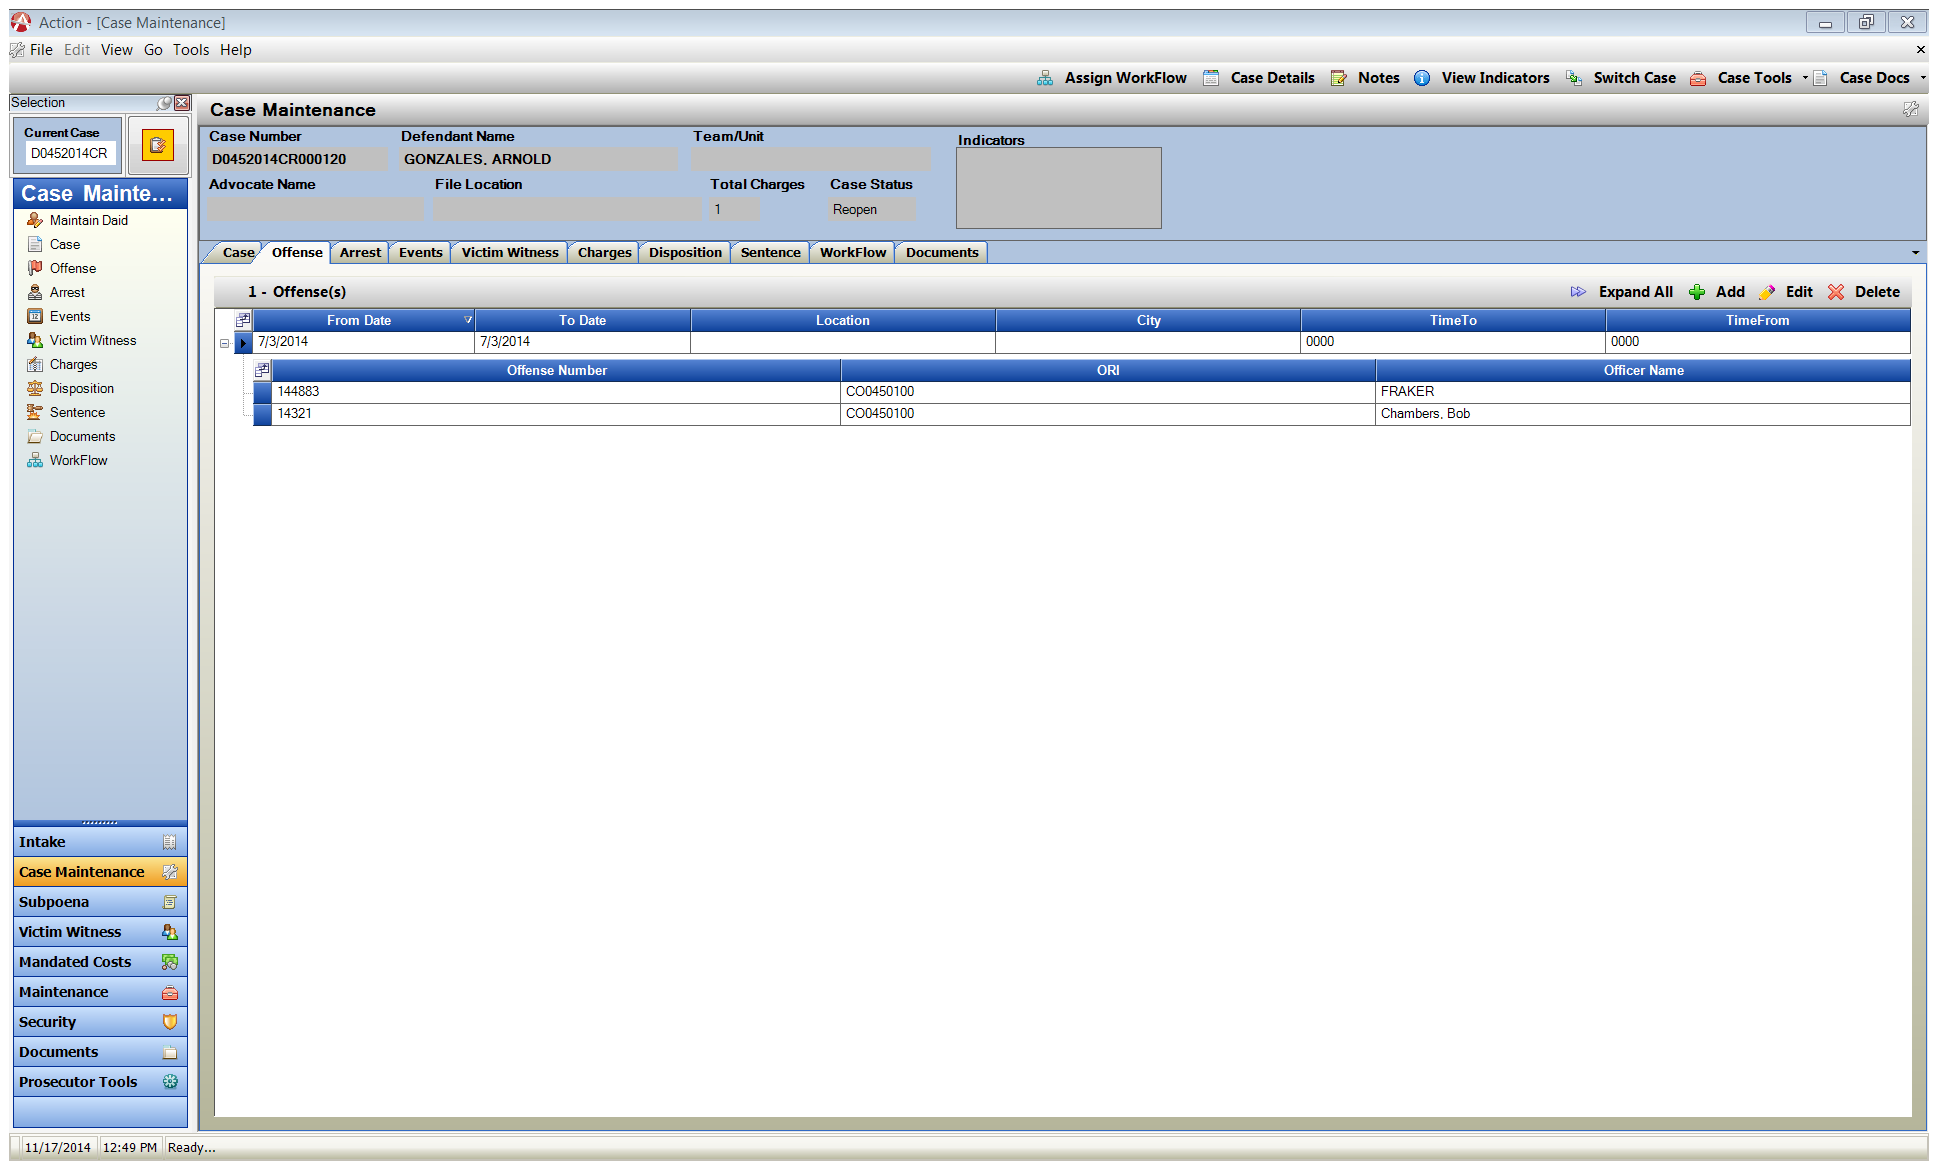 Action - [Case Maintenance]
File Edit View Go Tools Help
Assign WorkFlow Case Details Notes View Indicators Switch Case Case Tools Case Docs
Selection
Current Case
D0452014CR
Case Mainte...
Maintain Daid
Case
Offense
Arrest
Events
Victim Witness
Charges
Disposition
Sentence
Documents
WorkFlow
Intake
Case Maintenance
Subpoena
Victim Witness
Mandated Costs
Maintenance
Security
Documents
Prosecutor Tools
Case Maintenance
Case Number Defendant Name Team/Unit Indicators
D0452014CR000120 GONZALES, ARNOLD
Advocate Name File Location Total Charges Case Status
1 Reopen
Case Offense Arrest Events Victim Witness Charges Disposition Sentence WorkFlow Documents
1 - Offense(s) Expand All Add Edit Delete
From Date To Date Location City TimeTo TimeFrom
7/3/2014 7/3/2014 0000 0000
Offense Number ORI Officer Name
144883 CO0450100 FRAKER
14321 CO0450100 Chambers, Bob
11/17/2014 12:49 PM Ready...